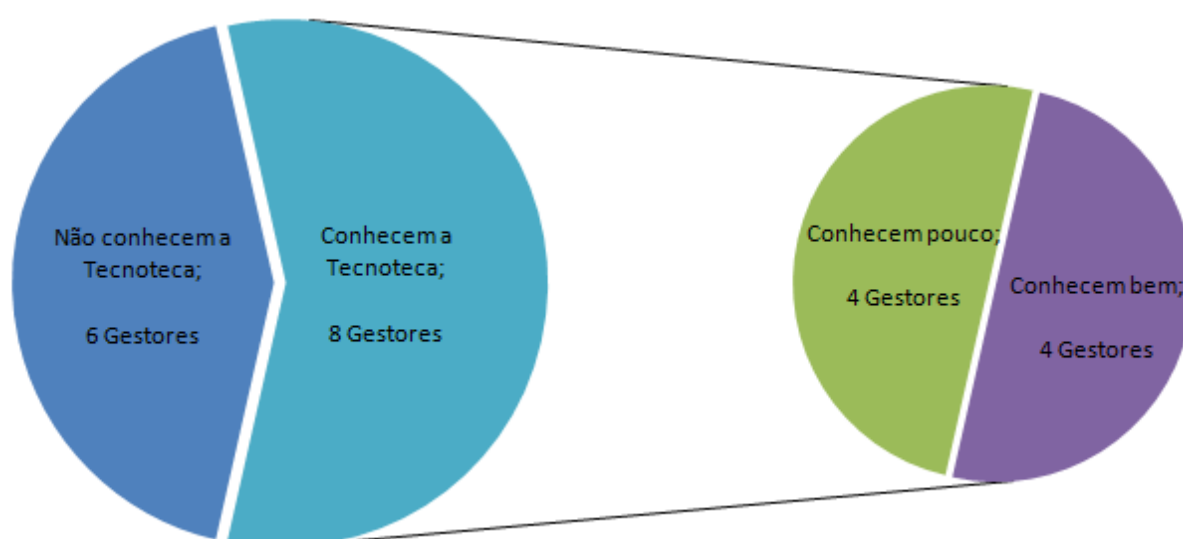 Não conhecem a
Tecnoteca;
6 Gestores
Conhecem a
Tecnoteca;
8 Gestores
Conhecem pouco;
4 Gestores
Conhecem bem;
4 Gestores